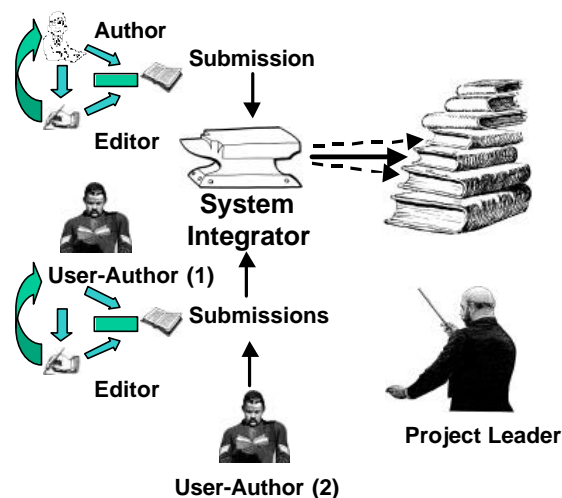 Author
Submission
Editor
System
Integrator
User-Author (1)
Submissions
Editor
Project Leader
User-Author (2)